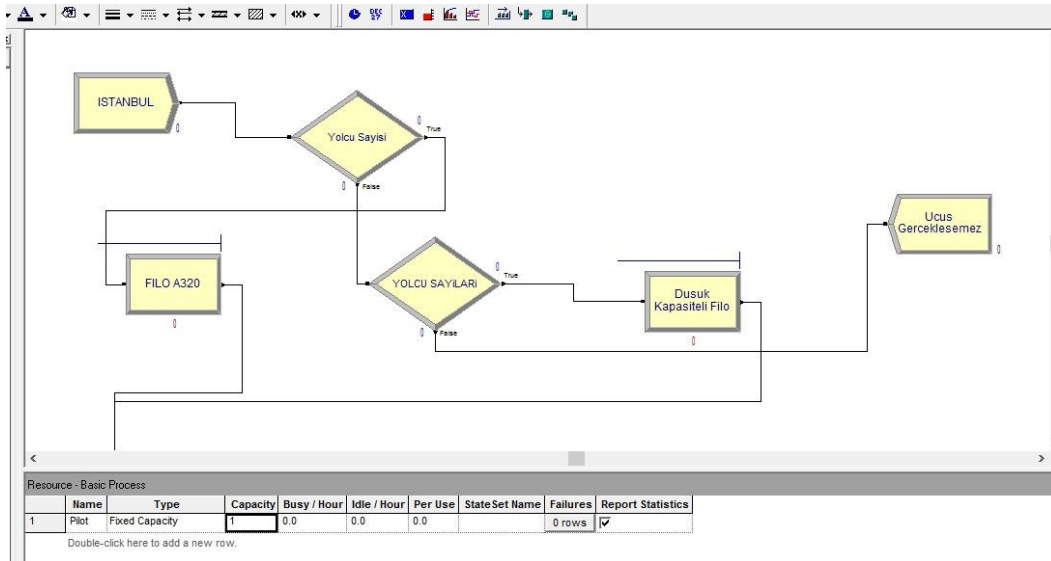 ISTANBUL
0
Yolcu Sayisi
0
True
0
False
Ucus
Gerceklesemez
0
FILO A320
0
YOLCU SAYiLARi
0
True
0
False
Dusuk
Kapasiteli Filo
0
Resource - Basic Process
Name Type Capacity Busy / Hour Idle / Hour Per Use StateSet Name Failures Report Statistics
1 Pilot Fixed Capacity 1 0.0 0.0 0.0 0 rows
Double-click here to add a new row.